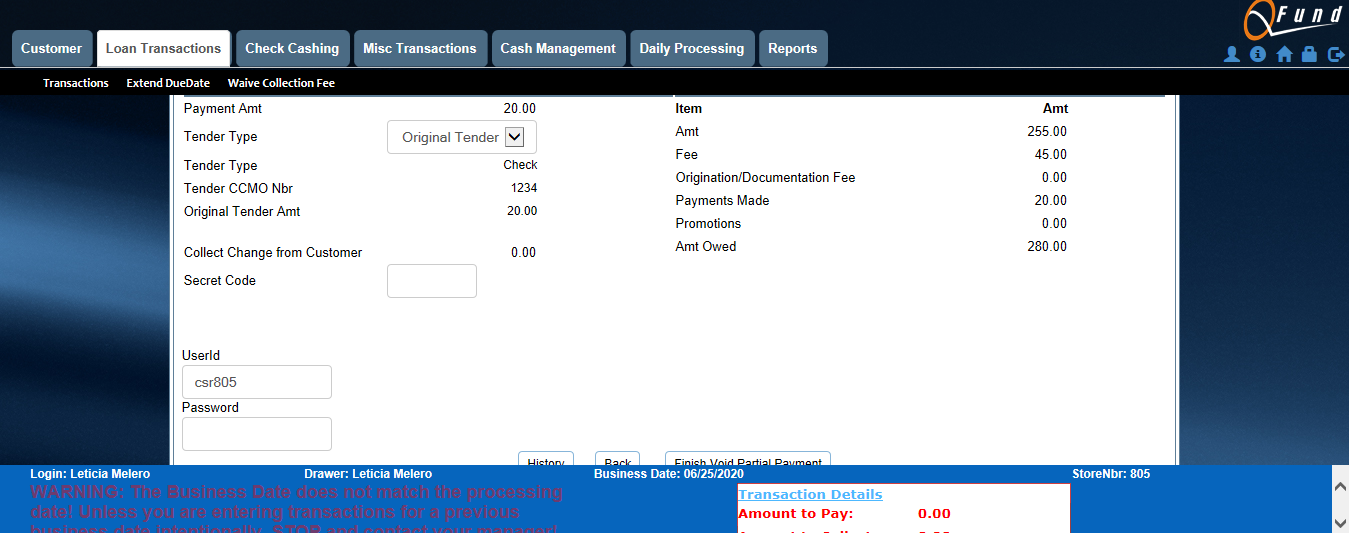 QFund
Customer
Loan Transactions
Check Cashing
Misc Transactions
Cash Management
Daily Processing
Reports
Transactions
Extend DueDate
Waive Collection Fee
Payment Amt 20.00
Tender Type Original Tender
Tender Type Check
Tender CCMO Nbr 1234
Original Tender Amt 20.00
Collect Change from Customer 0.00
Secret Code
Item Amt
Amt 255.00
Fee 45.00
Origination/Documentation Fee 0.00
Payments Made 20.00
Promotions 0.00
Amt Owed 280.00
UserId
csr805
Password
History
Back
Finish Void Partial Payment
Login: Leticia Melero
Drawer: Leticia Melero
Business Date: 06/25/2020
StoreNbr: 805
WARNING: The Business Date does not match the processing
date! Unless you are entering transactions for a previous
business date intentionally, STOP and contact your manager!
Transaction Details
Amount to Pay: 0.00